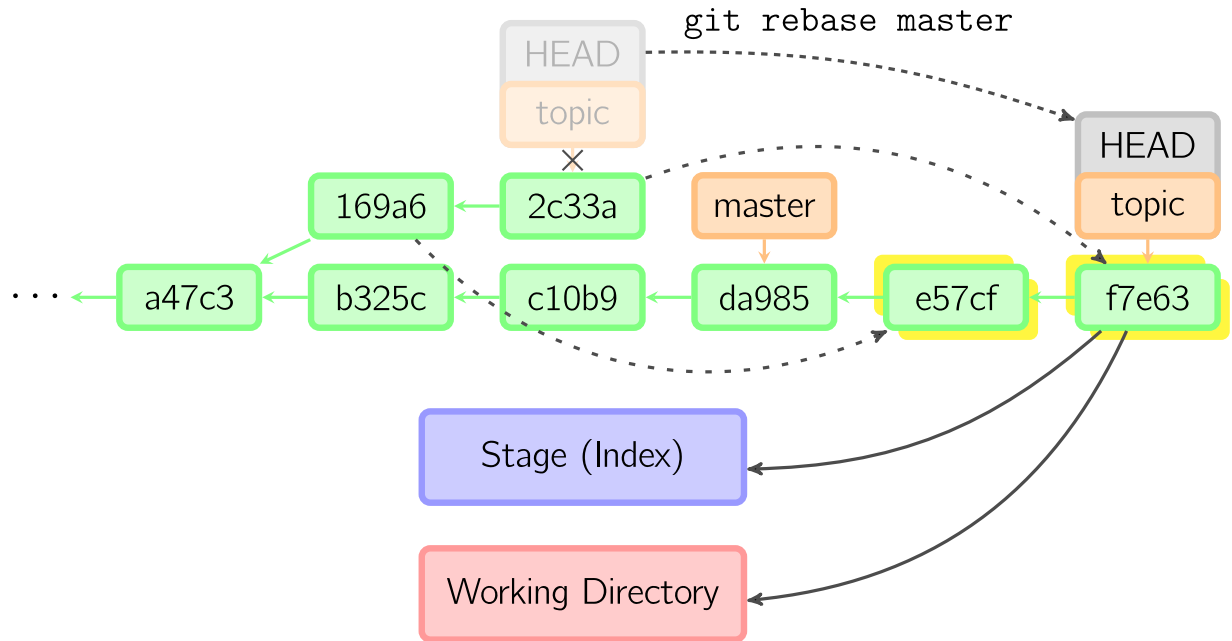 git rebase master
HEAD
topic
HEAD
topic
169a6
2c33a
master
... a47c3
b325c
c10b9
da985
e57cf
f7e63
Stage (Index)
Working Directory